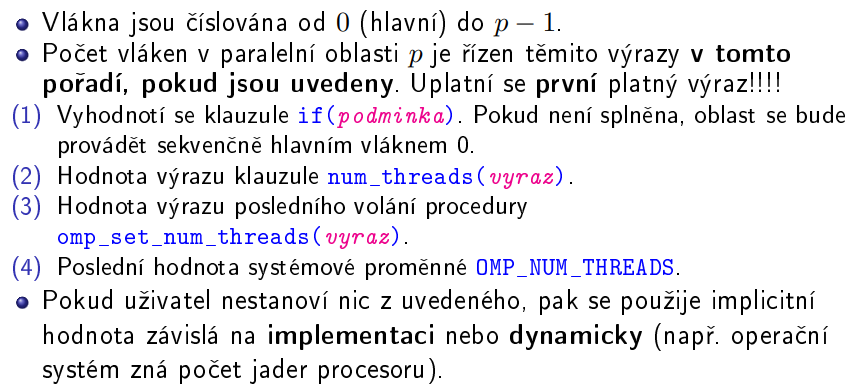 Vlákna jsou číslována od 0 (hlavní) do p − 1.
Počet vláken v paralelní oblasti p je řízen těmito výrazy v tomto
pořadí, pokud jsou uvedeny. Uplatní se první platný výraz!!!!
(1) Vyhodnotí se klauzule if(podminka). Pokud není splněna, oblast se bude
provádět sekvenčně hlavním vláknem 0.
(2) Hodnota výrazu klauzule num_threads(vyraz).
(3) Hodnota výrazu posledního volání procedury
omp_set_num_threads(vyraz).
(4) Poslední hodnota systémové proměnné OMP_NUM_THREADS.
Pokud uživatel nestanoví nic z uvedeného, pak se použije implicitní
hodnota závislá na implementaci nebo dynamicky (např. operační
systém zná počet jader procesoru).